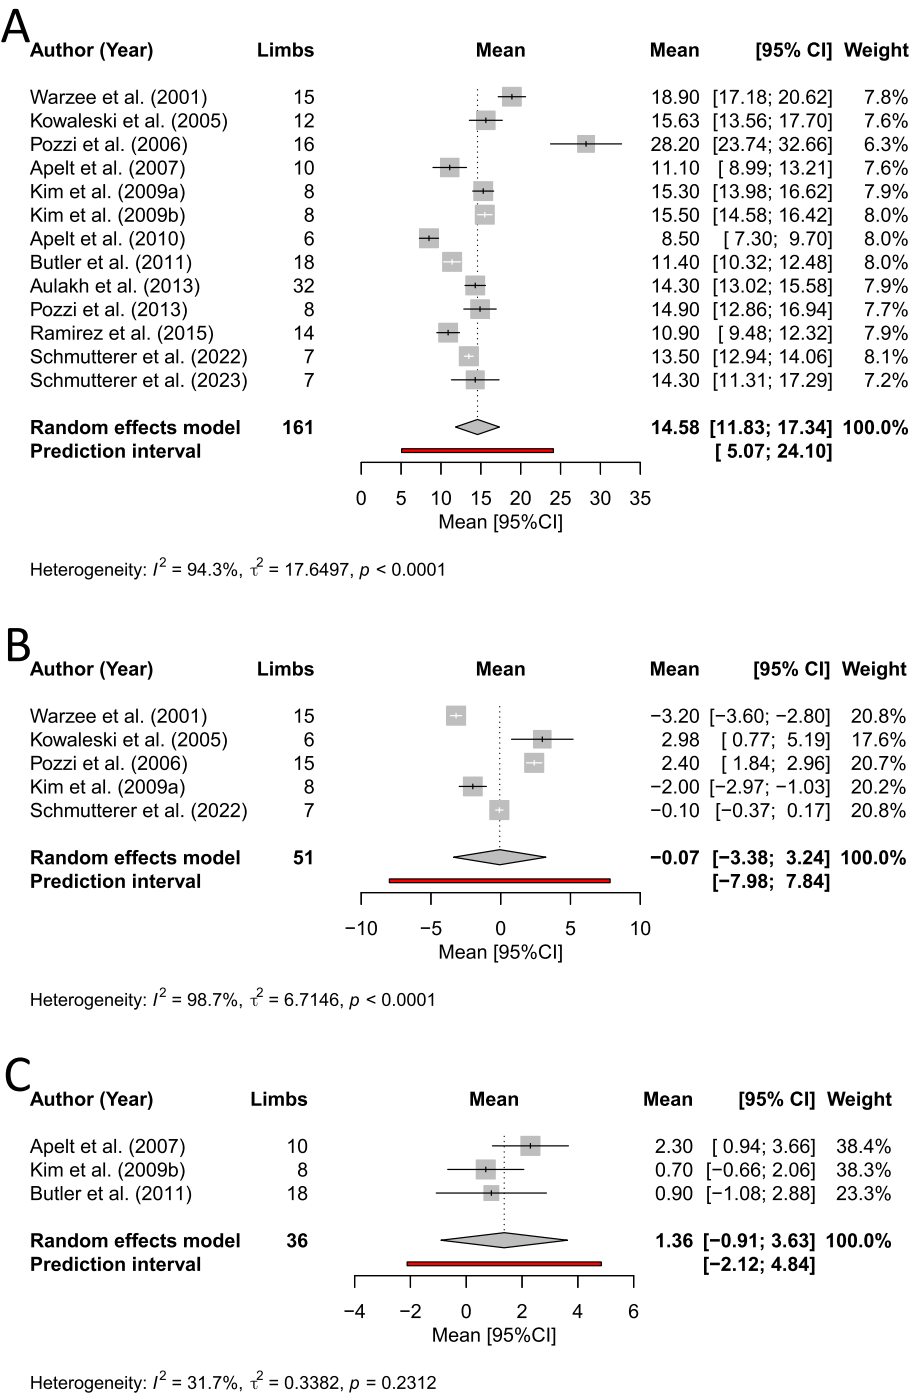 A
Author (Year) Limbs Mean Mean [95% CI] Weight
Warzee et al. (2001) 15 18.90 [17.18; 20.62] 7.8%
Kowaleski et al. (2005) 12 15.63 [13.56; 17.70] 7.6%
Pozzi et al. (2006) 16 28.20 [23.74; 32.66] 6.3%
Apelt et al. (2007) 10 11.10 [ 8.99; 13.21] 7.6%
Kim et al. (2009a) 8 15.30 [13.98; 16.62] 7.9%
Kim et al. (2009b) 8 15.50 [14.58; 16.42] 8.0%
Apelt et al. (2010) 6 8.50 [ 7.30; 9.70] 8.0%
Butler et al. (2011) 18 11.40 [10.32; 12.48] 8.0%
Aulakh et al. (2013) 32 14.30 [13.02; 15.58] 7.9%
Pozzi et al. (2013) 8 14.90 [12.86; 16.94] 7.7%
Ramirez et al. (2015) 14 10.90 [ 9.48; 12.32] 7.9%
Schmutterer et al. (2022) 7 13.50 [12.94; 14.06] 8.1%
Schmutterer et al. (2023) 7 14.30 [11.31; 17.29] 7.2%
Random effects model 161 14.58 [11.83; 17.34] 100.0%
Prediction interval [ 5.07; 24.10]
0 5 10 15 20 25 30 35
Mean [95%CI]
Heterogeneity: I² = 94.3%, τ² = 17.6497, p < 0.0001
B
Author (Year) Limbs Mean Mean [95% CI] Weight
Warzee et al. (2001) 15 −3.20 [−3.60; −2.80] 20.8%
Kowaleski et al. (2005) 6 2.98 [ 0.77; 5.19] 17.6%
Pozzi et al. (2006) 15 2.40 [ 1.84; 2.96] 20.7%
Kim et al. (2009a) 8 −2.00 [−2.97; −1.03] 20.2%
Schmutterer et al. (2022) 7 −0.10 [−0.37; 0.17] 20.8%
Random effects model 51 −0.07 [−3.38; 3.24] 100.0%
Prediction interval [−7.98; 7.84]
−10 −5 0 5 10
Mean [95%CI]
Heterogeneity: I² = 98.7%, τ² = 6.7146, p < 0.0001
C
Author (Year) Limbs Mean Mean [95% CI] Weight
Apelt et al. (2007) 10 2.30 [ 0.94; 3.66] 38.4%
Kim et al. (2009b) 8 0.70 [−0.66; 2.06] 38.3%
Butler et al. (2011) 18 0.90 [−1.08; 2.88] 23.3%
Random effects model 36 1.36 [−0.91; 3.63] 100.0%
Prediction interval [−2.12; 4.84]
−4 −2 0 2 4 6
Mean [95%CI]
Heterogeneity: I² = 31.7%, τ² = 0.3382, p = 0.2312